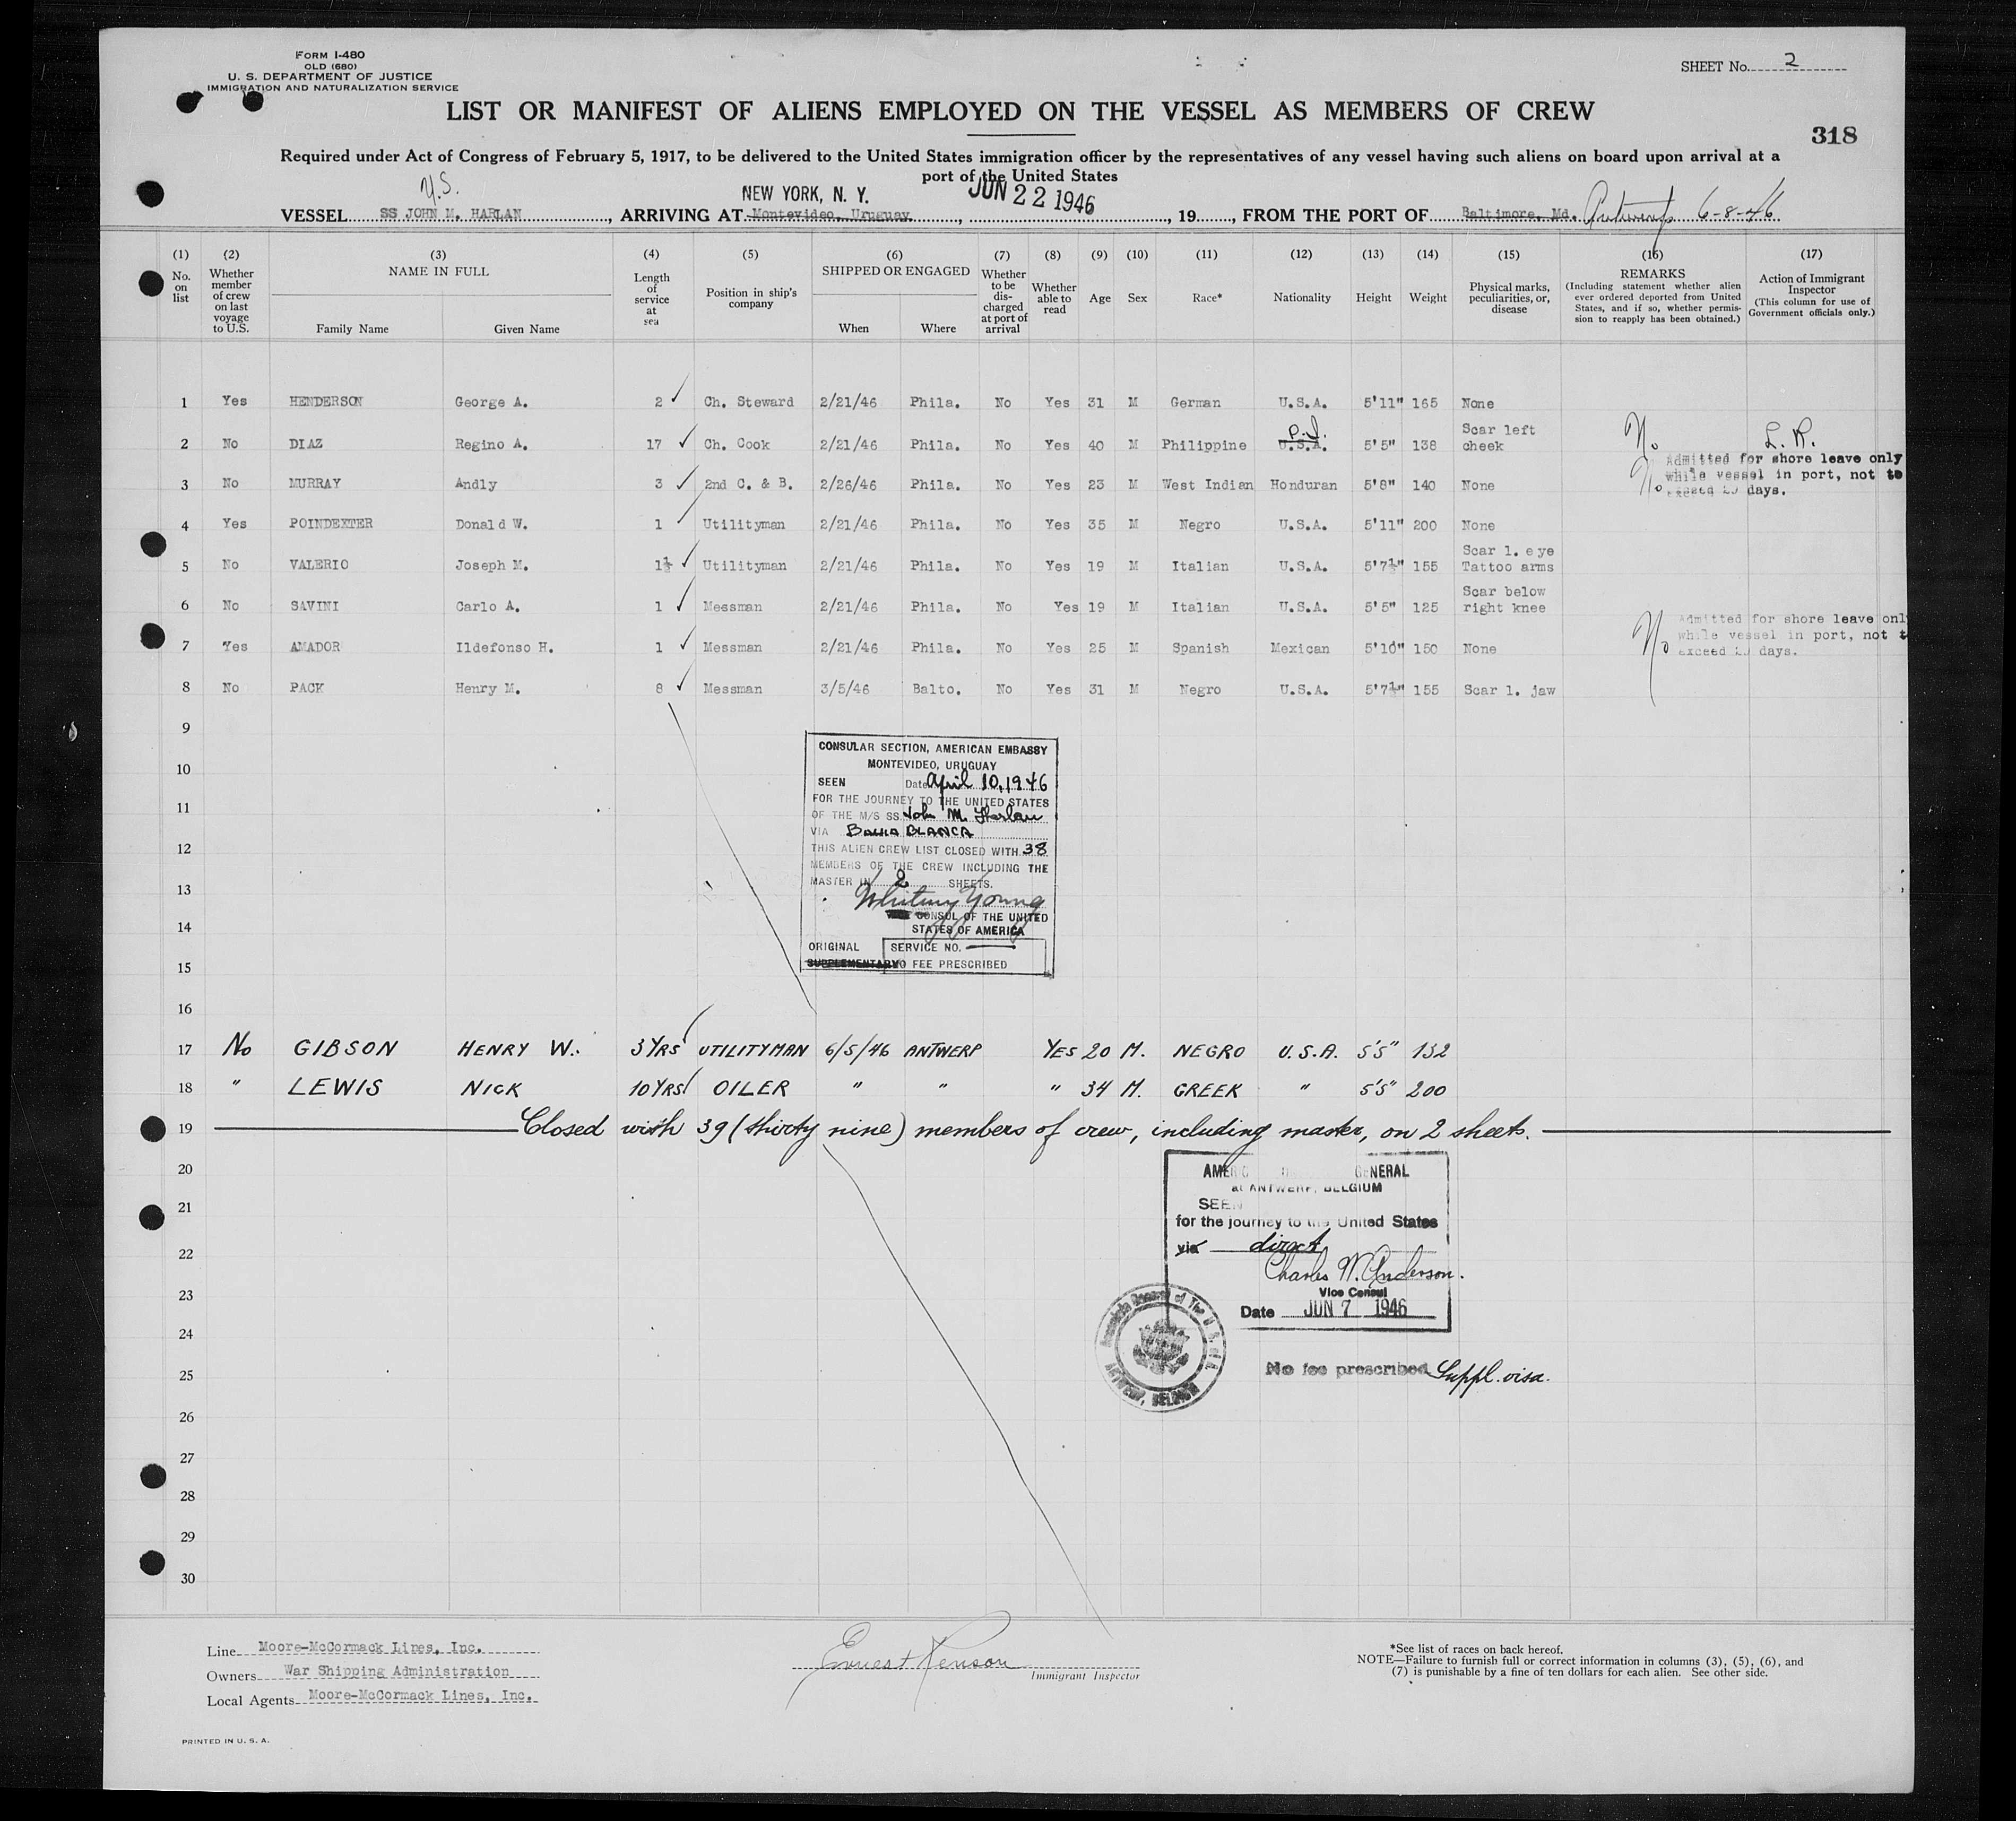 FORM I-480
OLD (680)
U. S. DEPARTMENT OF JUSTICE
IMMIGRATION AND NATURALIZATION SERVICE
SHEET No. 2
LIST OR MANIFEST OF ALIENS EMPLOYED ON THE VESSEL AS MEMBERS OF CREW
318
Required under Act of Congress of February 5, 1917, to be delivered to the United States immigration officer by the representatives of any vessel having such aliens on board upon arrival at a
port of the United States
U.S. NEW YORK, N. Y. JUN 22 1946
VESSEL SS JOHN M. HARLAN, ARRIVING AT Montevideo, Uruguay, , 19 , FROM THE PORT OF Baltimore, Md. Antwerp 6-8-46
(1) (2) (3) (4) (5) (6) (7) (8) (9) (10) (11) (12) (13) (14) (15) (16) (17)
No. on list
Whether member of crew on last voyage to U.S.
NAME IN FULL
Family Name Given Name
Length of service at sea
Position in ship's company
SHIPPED OR ENGAGED
When Where
Whether to be dis-charged at port of arrival
Whether able to read
Age
Sex
Race*
Nationality
Height
Weight
Physical marks, peculiarities, or, disease
REMARKS
(Including statement whether alien ever ordered deported from United States, and if so, whether permis-sion to reapply has been obtained.)
Action of Immigrant Inspector
(This column for use of Government officials only.)
1 Yes HENDERSON George A. 2 ✓ Ch. Steward 2/21/46 Phila. No Yes 31 M German U.S.A. 5'11" 165 None
2 No DIAZ Regino A. 17 ✓ Ch. Cook 2/21/46 Phila. No Yes 40 M Philippine U.S.A. P.I. 5'5" 138 Scar left cheek No L. R.
3 No MURRAY Andly 3 ✓ 2nd C. & B. 2/26/46 Phila. No Yes 23 M West Indian Honduran 5'8" 140 None No
Admitted for shore leave only
while vessel in port, not to
exceed 29 days.
4 Yes POINDEXTER Donald W. 1 ✓ Utilityman 2/21/46 Phila. No Yes 35 M Negro U.S.A. 5'11" 200 None
5 No VALERIO Joseph M. 1½ ✓ Utilityman 2/21/46 Phila. No Yes 19 M Italian U.S.A. 5'7½" 155 Scar l. eye Tattoo arms
6 No SAVINI Carlo A. 1 ✓ Messman 2/21/46 Phila. No Yes 19 M Italian U.S.A. 5'5" 125 Scar below right knee
7 Yes AMADOR Ildefonso H. 1 ✓ Messman 2/21/46 Phila. No Yes 25 M Spanish Mexican 5'10" 150 None No
Admitted for shore leave onl
while vessel in port, not t
exceed 29 days.
8 No PACK Henry M. 8 ✓ Messman 3/5/46 Balto. No Yes 31 M Negro U.S.A. 5'7½" 155 Scar l. jaw
9
10
11
12
13
14
15
16
CONSULAR SECTION, AMERICAN EMBASSY
MONTEVIDEO, URUGUAY
SEEN Date April 10, 1946
FOR THE JOURNEY TO THE UNITED STATES
OF THE M/S SS John M. Harlan
VIA BAHIA BLANCA
THIS ALIEN CREW LIST CLOSED WITH 38
MEMBERS OF THE CREW INCLUDING THE
MASTER IN 2 SHEETS.
Whitney Young
CONSUL OF THE UNITED
STATES OF AMERICA
ORIGINAL SERVICE NO.
SUPPLEMENTARY NO FEE PRESCRIBED
17 No GIBSON HENRY W. 3 YRS UTILITYMAN 6/5/46 ANTWERP YES 20 M. NEGRO U.S.A. 5'5" 132
18 " LEWIS NICK 10 YRS OILER " " " 34 M. GREEK " 5'5" 200
19 Closed with 39 (thirty nine) members of crew, including master, on 2 sheets.
20
21
22
23
24
25
26
27
28
29
30
GENERAL
at ANTWERP, BELGIUM
SEEN
for the journey to the United States
via direct
Charles W. Anderson.
Vice Consul
Date JUN 7 1946
ANTWERP, BELGIUM
No fee prescribed Suppl. visa.
Line Moore-McCormack Lines, Inc.
Owners War Shipping Administration
Local Agents Moore-McCormack Lines, Inc.
Immigrant Inspector
*See list of races on back hereof.
NOTE—Failure to furnish full or correct information in columns (3), (5), (6), and
(7) is punishable by a fine of ten dollars for each alien. See other side.
PRINTED IN U. S. A.